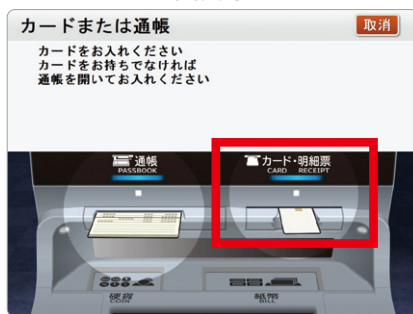 カードまたは通帳
取消
カードをお入れください
カードをお持ちでなければ
通帳を開いてお入れください
通帳
PASSBOOK
カード・明細票
CARD RECEIPT
硬貨
COIN
紙幣
BILL